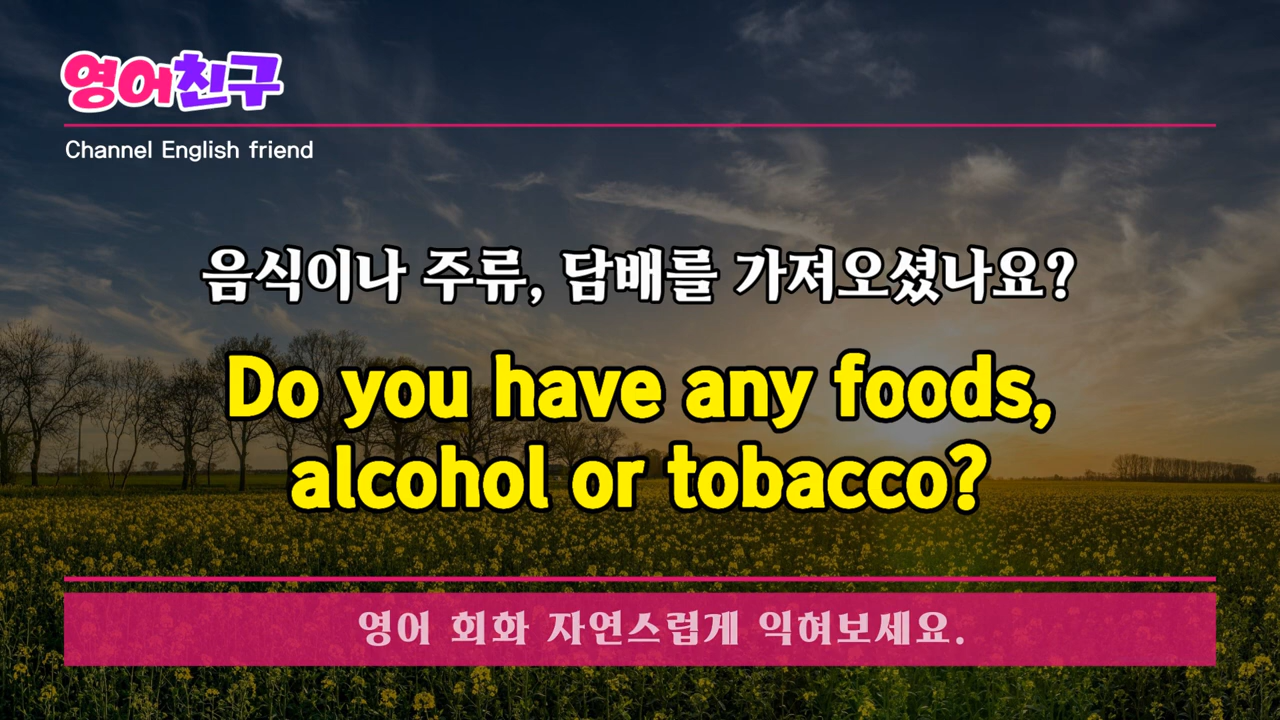 영어친구
Channel English friend
음식이나 주류, 담배를 가져오셨나요?
Do you have any foods,
alcohol or tobacco?
영어 회화 자연스럽게 익혀보세요.